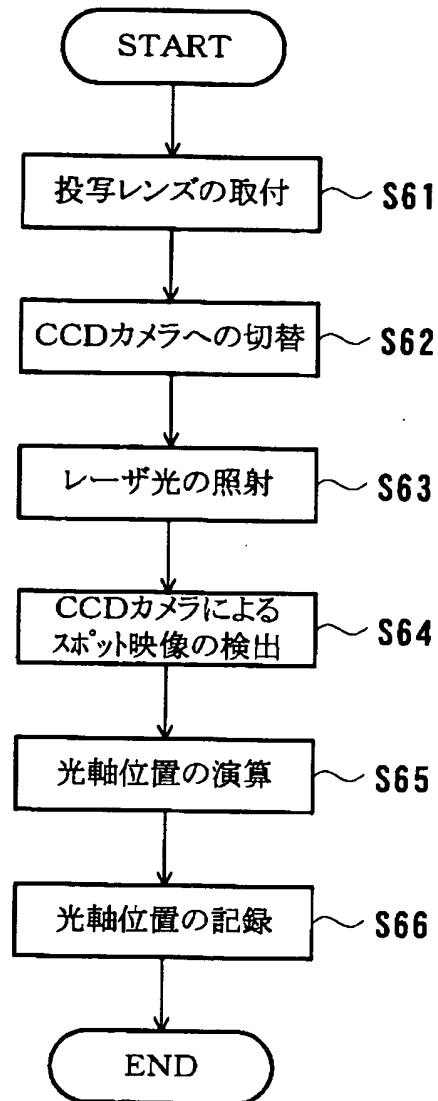 START
投写レンズの取付
S61
CCDカメラへの切替
S62
レーザ光の照射
S63
CCDカメラによる
スポット映像の検出
S64
光軸位置の演算
S65
光軸位置の記録
S66
END